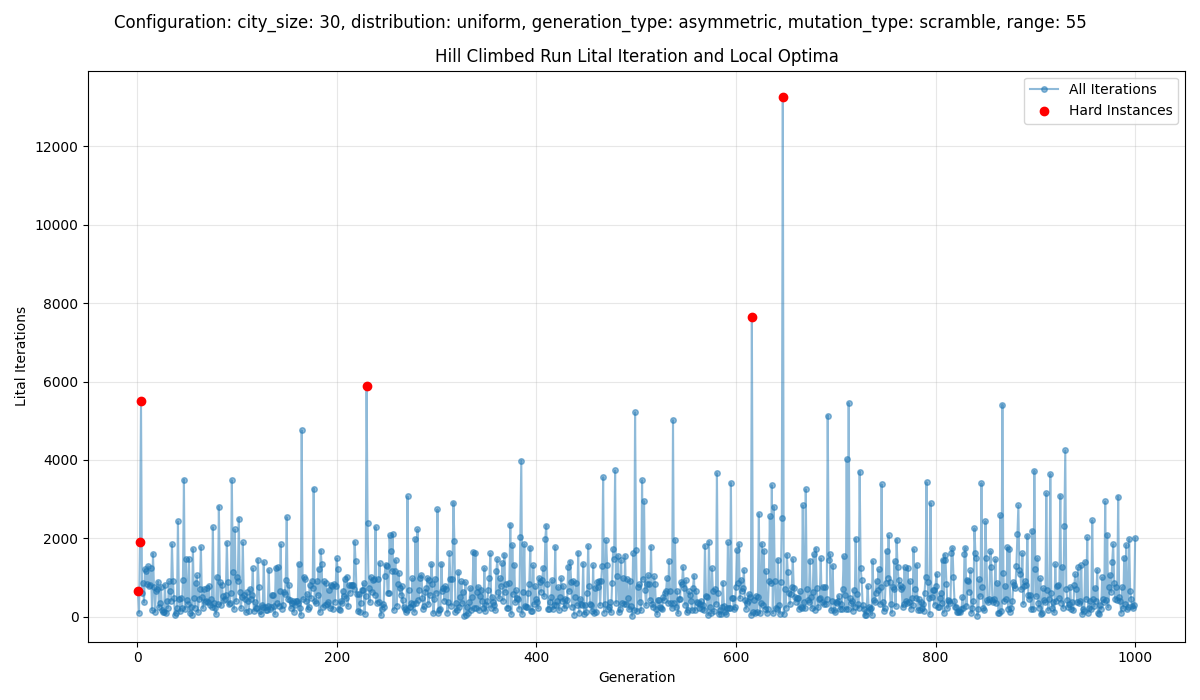 Configuration: city_size: 30, distribution: uniform, generation_type: asymmetric, mutation_type: scramble, range: 55
Hill Climbed Run Lital Iteration and Local Optima
All Iterations
Hard Instances
Lital Iterations
12000
10000
8000
6000
4000
2000
0
0 200 400 600 800 1000
Generation